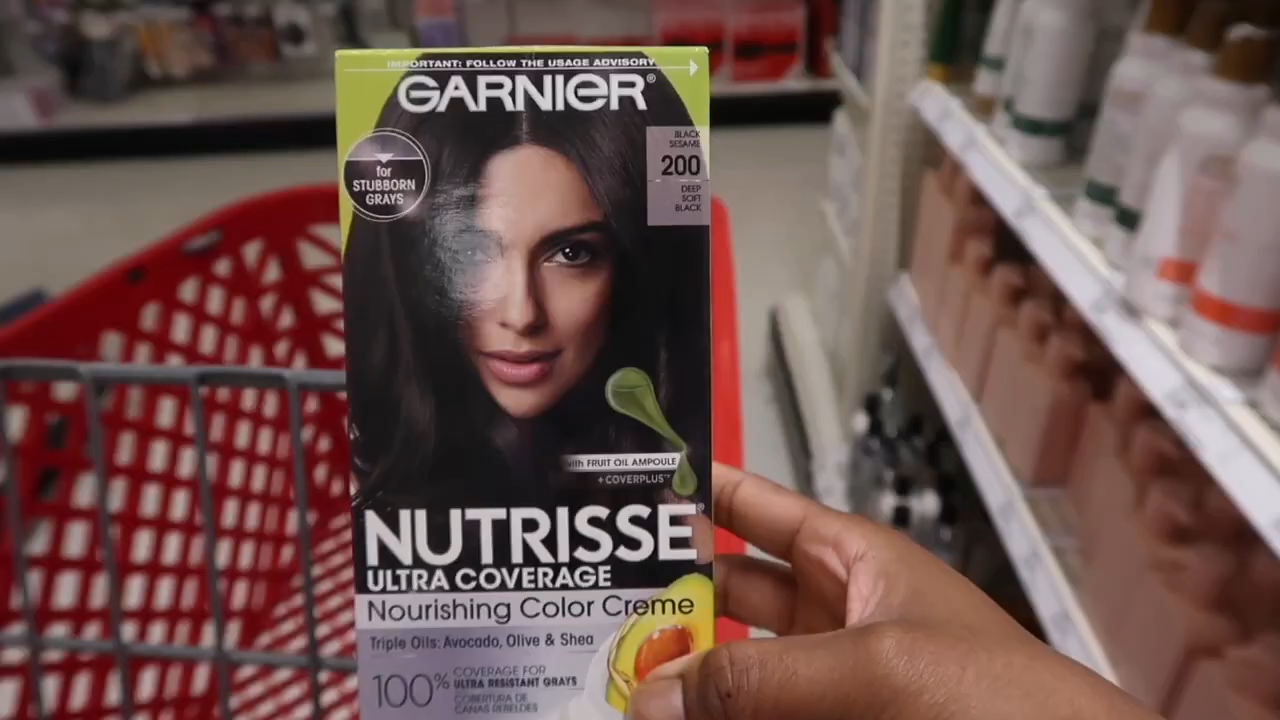 IMPORTANT: FOLLOW THE USAGE ADVISORY
GARNIER®
for
STUBBORN
GRAYS
BLACK
SESAME
200
DEEP
SOFT
BLACK
with FRUIT OIL AMPOULE
+COVERPLUS™
NUTRISSE®
ULTRA COVERAGE
Nourishing Color Creme
Triple Oils: Avocado, Olive & Shea
100%
COVERAGE FOR
ULTRA RESISTANT GRAYS
COBERTURA DE
CANAS REBELDES